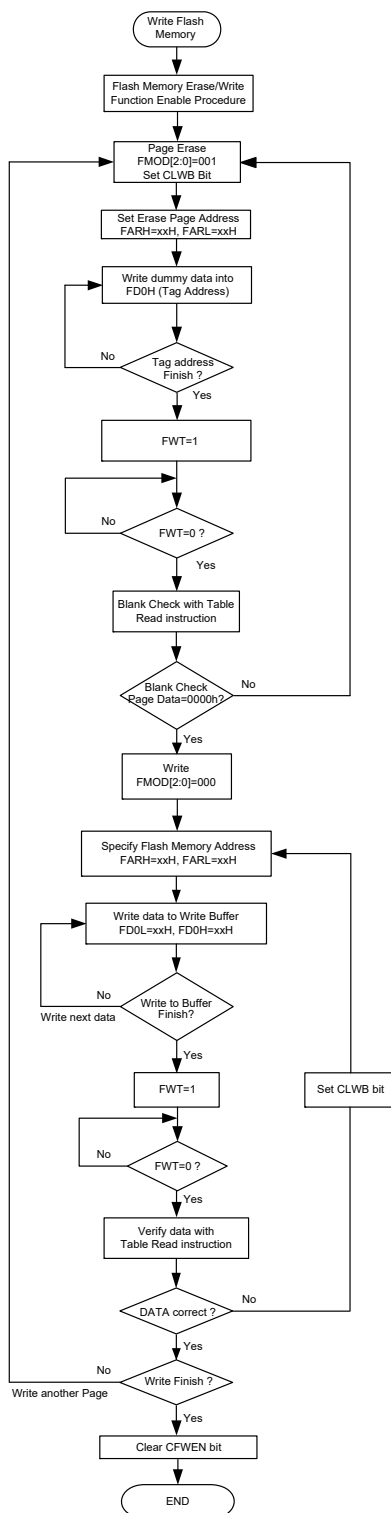 Write Flash
Memory
Flash Memory Erase/Write
Function Enable Procedure
Page Erase
FMOD[2:0]=001
Set CLWB Bit
Set Erase Page Address
FARH=xxH, FARL=xxH
Write dummy data into
FD0H (Tag Address)
No
Tag address
Finish ?
Yes
FWT=1
No
FWT=0 ?
Yes
Blank Check with Table
Read instruction
Blank Check
Page Data=0000h?
No
Yes
Write
FMOD[2:0]=000
Specify Flash Memory Address
FARH=xxH, FARL=xxH
Write data to Write Buffer
FD0L=xxH, FD0H=xxH
No
Write next data
Write to Buffer
Finish?
Yes
FWT=1
Set CLWB bit
No
FWT=0 ?
Yes
Verify data with
Table Read instruction
DATA correct ?
No
Yes
No
Write another Page
Write Finish ?
Yes
Clear CFWEN bit
END